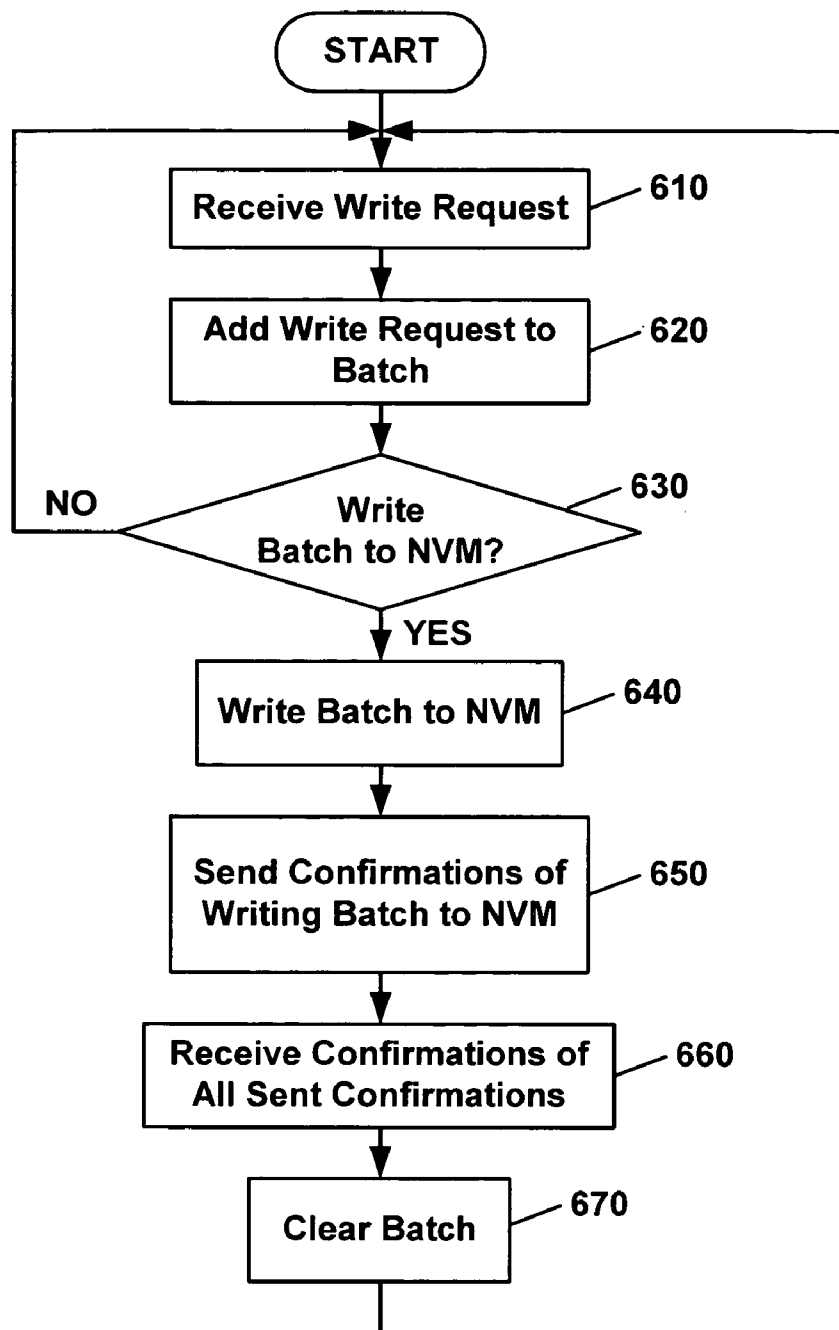 START
Receive Write Request
610
Add Write Request to
Batch
620
Write
Batch to NVM?
630
NO
YES
Write Batch to NVM
640
Send Confirmations of
Writing Batch to NVM
650
Receive Confirmations of
All Sent Confirmations
660
Clear Batch
670